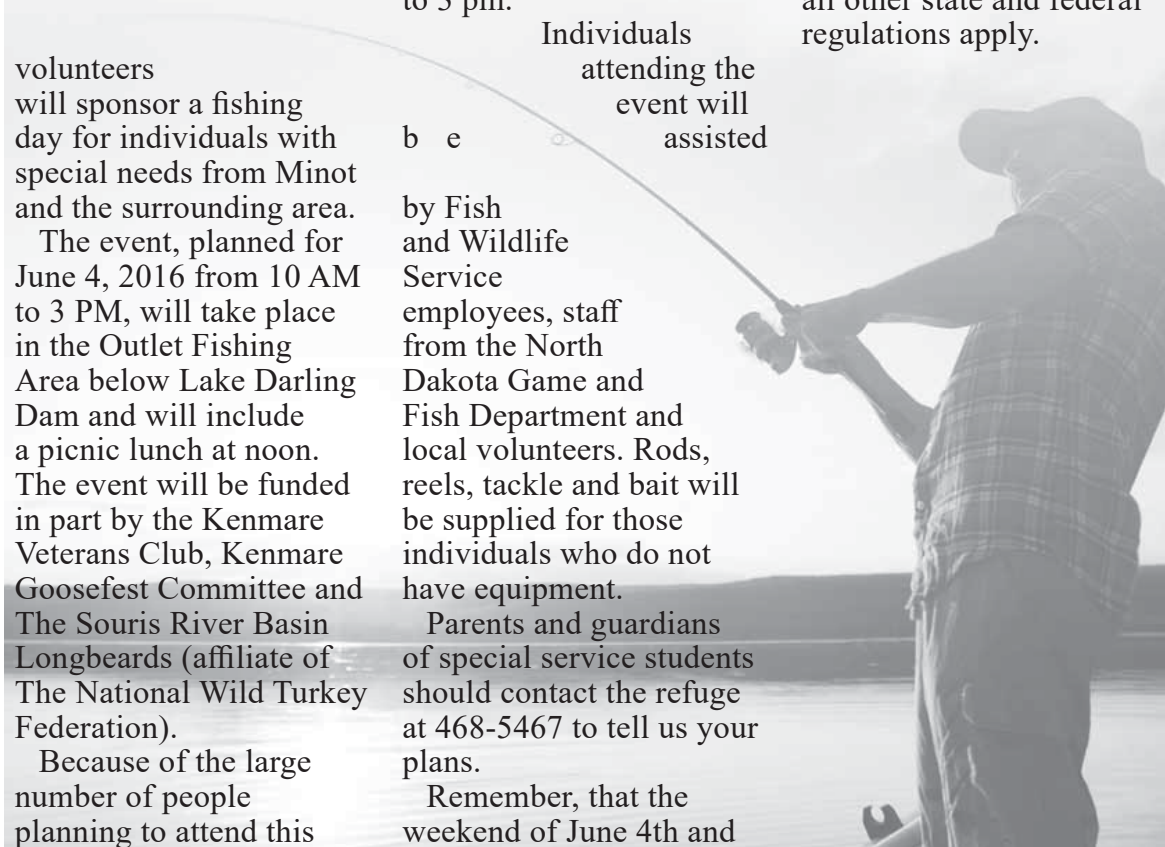 volunteers
will sponsor a fishing
day for individuals with
special needs from Minot
and the surrounding area.
The event, planned for
June 4, 2016 from 10 AM
to 3 PM, will take place
in the Outlet Fishing
Area below Lake Darling
Dam and will include
a picnic lunch at noon.
The event will be funded
in part by the Kenmare
Veterans Club, Kenmare
Goosefest Committee and
The Souris River Basin
Longbeards (affiliate of
The National Wild Turkey
Federation).
Because of the large
number of people
planning to attend this
to 3 pm.
Individuals
attending the
event will
b e assisted
by Fish
and Wildlife
Service
employees, staff
from the North
Dakota Game and
Fish Department and
local volunteers. Rods,
reels, tackle and bait will
be supplied for those
individuals who do not
have equipment.
Parents and guardians
of special service students
should contact the refuge
at 468-5467 to tell us your
plans.
Remember, that the
weekend of June 4th and
all other state and federal
regulations apply.